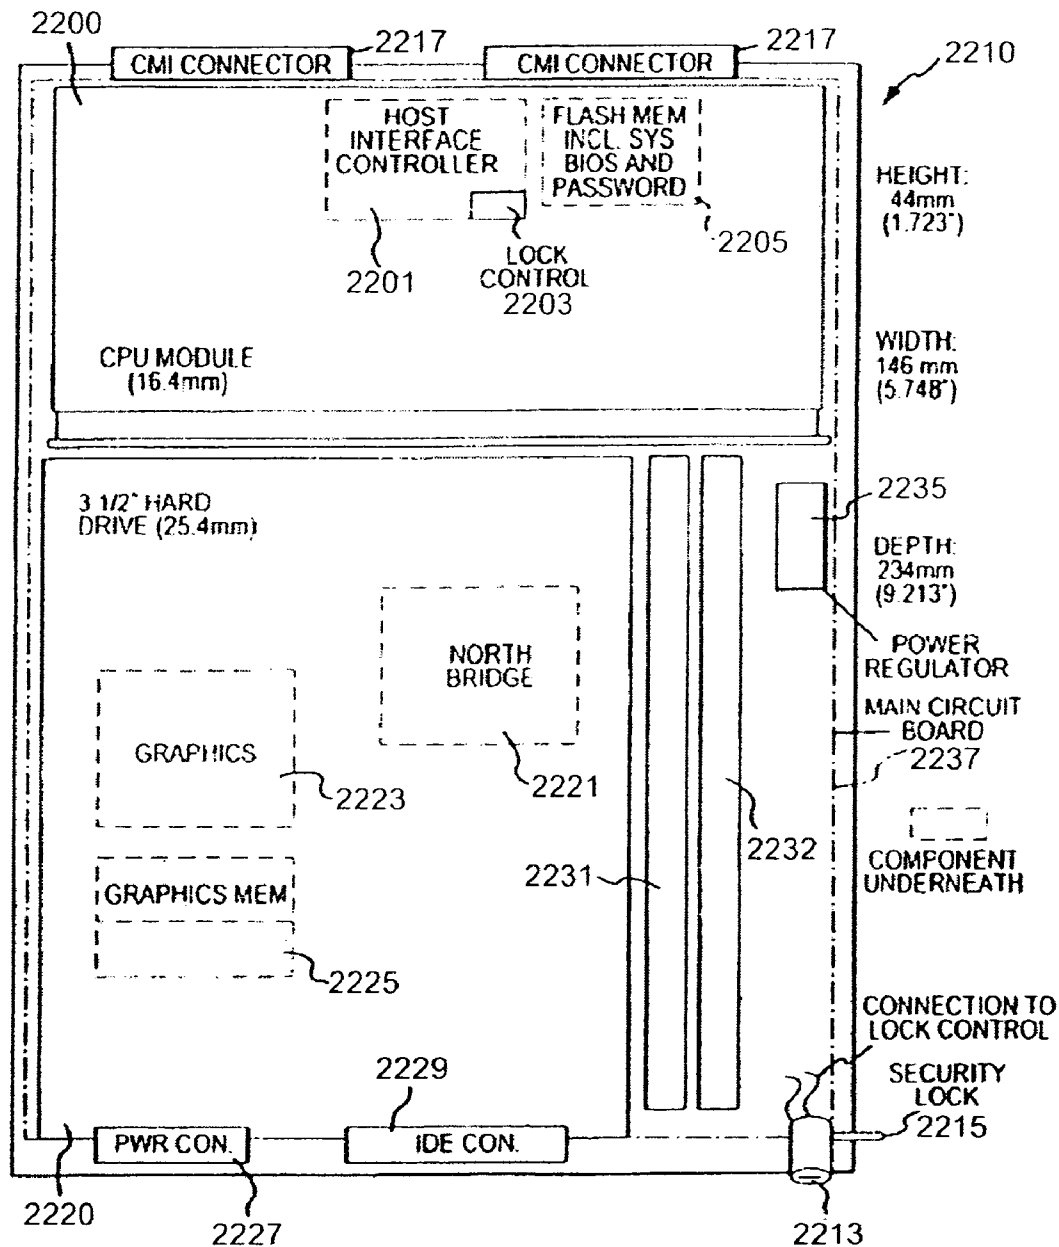 2200
2217
2217
CMI CONNECTOR
CMI CONNECTOR
2210
HOST
INTERFACE
CONTROLLER
FLASH MEM
INCL. SYS
BIOS AND
PASSWORD
HEIGHT:
44mm
(1.723")
2201
LOCK
CONTROL
2203
2205
CPU MODULE
(16.4mm)
WIDTH:
146 mm
(5.748")
3 1/2" HARD
DRIVE (25.4mm)
2235
DEPTH:
234mm
(9.213")
NORTH
BRIDGE
POWER
REGULATOR
GRAPHICS
MAIN CIRCUIT
BOARD
2237
2223
2221
2232
2231
COMPONENT
UNDERNEATH
GRAPHICS MEM
2225
CONNECTION TO
LOCK CONTROL
2229
SECURITY
LOCK
2215
PWR CON.
IDE CON.
2220
2227
2213